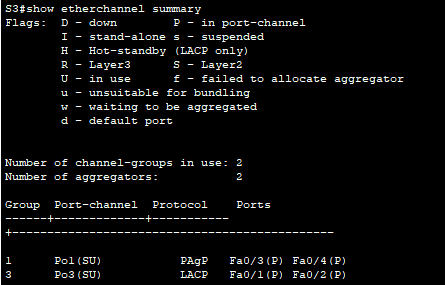 S3#show etherchannel summary
Flags:  D - down        P - in port-channel
        I - stand-alone s - suspended
        H - Hot-standby (LACP only)
        R - Layer3      S - Layer2
        U - in use      f - failed to allocate aggregator
        u - unsuitable for bundling
        w - waiting to be aggregated
        d - default port
Number of channel-groups in use: 2
Number of aggregators:           2
Group  Port-channel  Protocol    Ports
------+-------------+-----------
+----------------------------------------------
1      Po1(SU)           PAgP   Fa0/3(P) Fa0/4(P)
3      Po3(SU)           LACP   Fa0/1(P) Fa0/2(P)